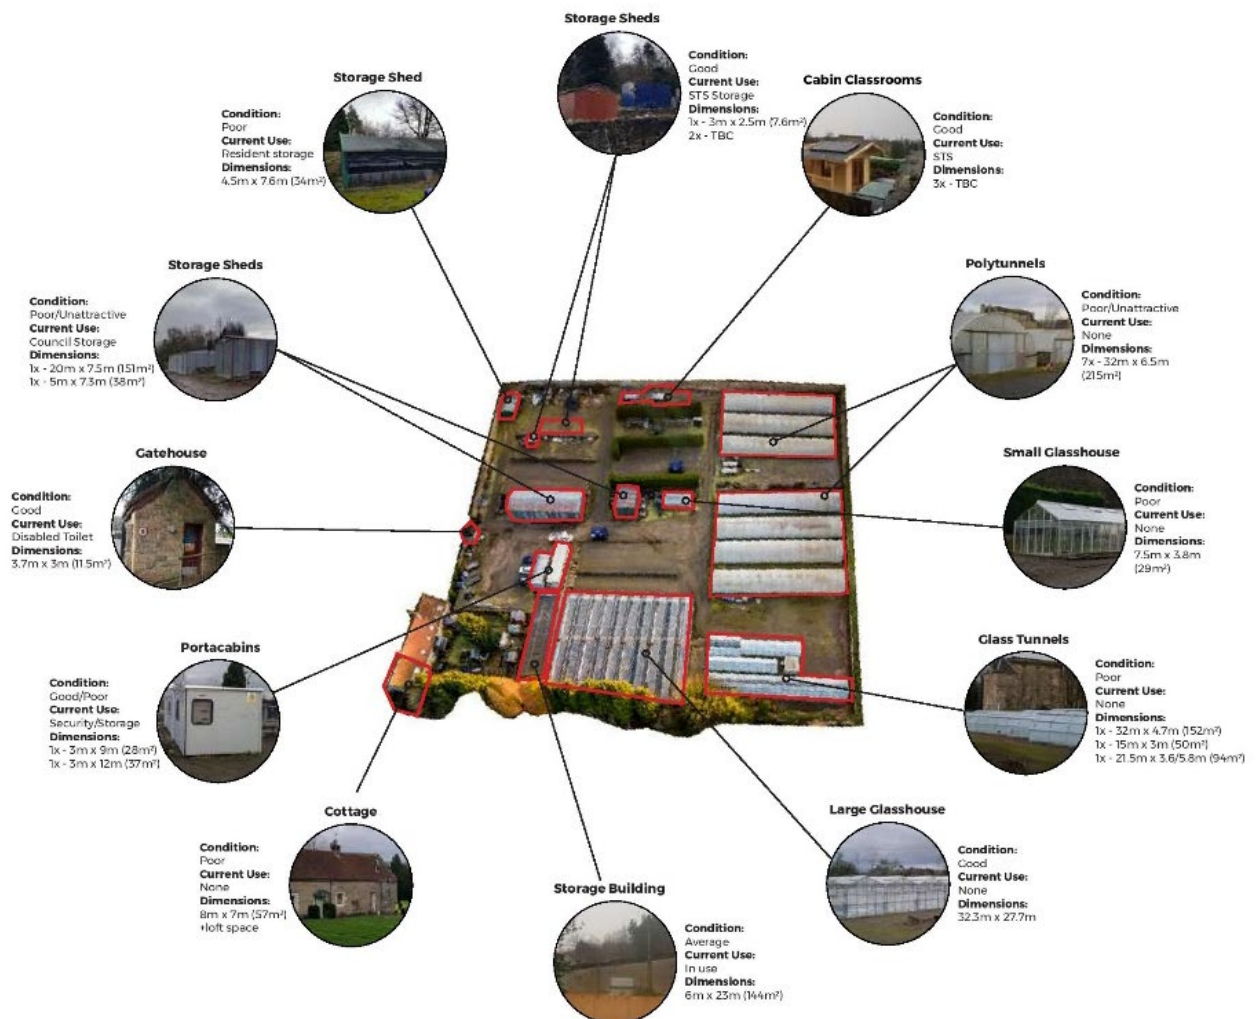 Storage Sheds
Condition:
Good
Current Use:
STS Storage
Dimensions:
1x - 3m x 2.5m (7.6m²)
2x - TBC
Storage Shed
Condition:
Poor
Current Use:
Resident storage
Dimensions:
4.5m x 7.6m (34m²)
Cabin Classrooms
Condition:
Good
Current Use:
STS
Dimensions:
3x - TBC
Storage Sheds
Condition:
Poor/Unattractive
Current Use:
Council Storage
Dimensions:
1x - 20m x 7.5m (151m²)
1x - 5m x 7.3m (38m²)
Polytunnels
Condition:
Poor/Unattractive
Current Use:
None
Dimensions:
7x - 32m x 6.5m
(215m²)
Gatehouse
Condition:
Good
Current Use:
Disabled Toilet
Dimensions:
3.7m x 3m (11.5m²)
Small Glasshouse
Condition:
Poor
Current Use:
None
Dimensions:
7.5m x 3.8m
(29m²)
Portacabins
Condition:
Good/Poor
Current Use:
Security/Storage
Dimensions:
1x - 3m x 9m (28m²)
1x - 3m x 12m (37m²)
Glass Tunnels
Condition:
Poor
Current Use:
None
Dimensions:
1x - 32m x 4.7m (152m²)
1x - 15m x 3m (50m²)
1x - 21.5m x 3.6/5.8m (94m²)
Cottage
Condition:
Poor
Current Use:
None
Dimensions:
8m x 7m (57m²)
+loft space
Storage Building
Condition:
Average
Current Use:
In use
Dimensions:
6m x 23m (144m²)
Large Glasshouse
Condition:
Good
Current Use:
None
Dimensions:
32.3m x 27.7m